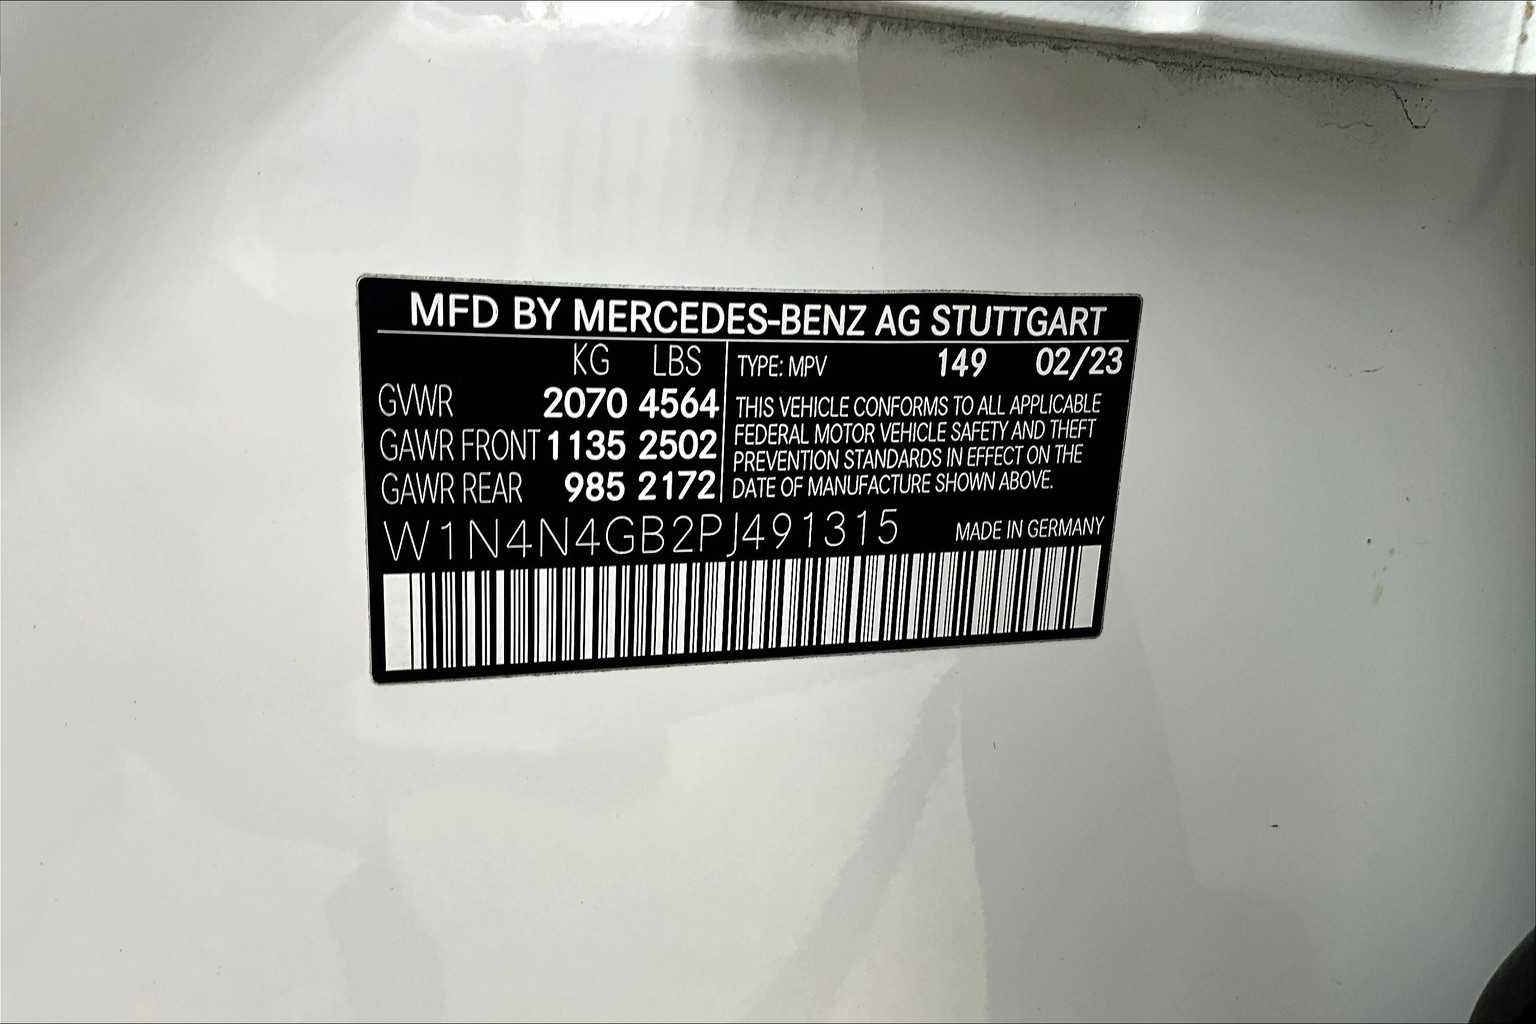 MFD BY MERCEDES-BENZ AG STUTTGART
KG LBS
GVWR 2070 4564
GAWR FRONT 1135 2502
GAWR REAR 985 2172
TYPE: MPV 149 02/23
THIS VEHICLE CONFORMS TO ALL APPLICABLE
FEDERAL MOTOR VEHICLE SAFETY AND THEFT
PREVENTION STANDARDS IN EFFECT ON THE
DATE OF MANUFACTURE SHOWN ABOVE.
W1N4N4GB2PJ491315 MADE IN GERMANY